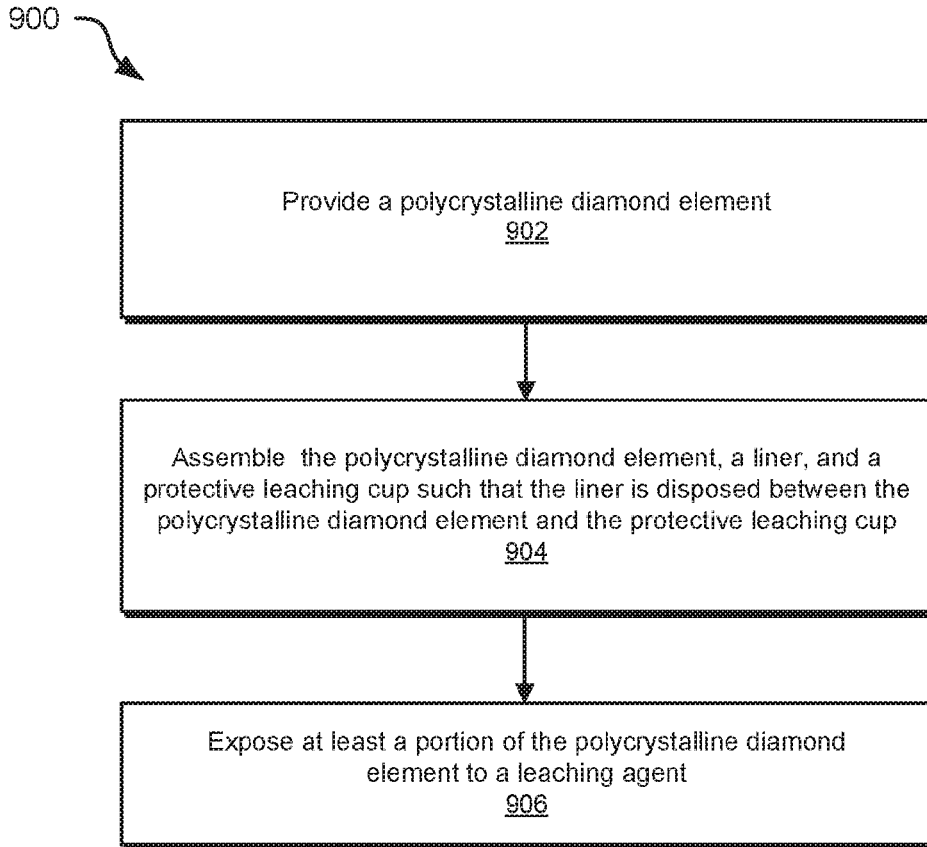 900
Provide a polycrystalline diamond element
902
Assemble the polycrystalline diamond element, a liner, and a
protective leaching cup such that the liner is disposed between the
polycrystalline diamond element and the protective leaching cup
904
Expose at least a portion of the polycrystalline diamond
element to a leaching agent
906